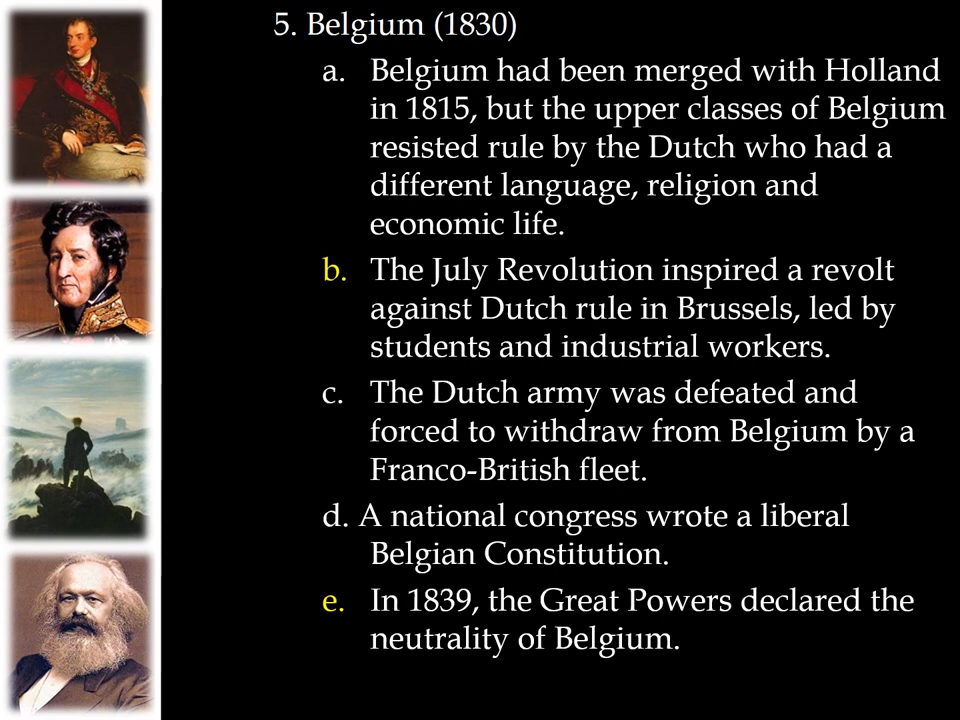 5. Belgium (1830)
a. Belgium had been merged with Holland
in 1815, but the upper classes of Belgium
resisted rule by the Dutch who had a
different language, religion and
economic life.
b. The July Revolution inspired a revolt
against Dutch rule in Brussels, led by
students and industrial workers.
c. The Dutch army was defeated and
forced to withdraw from Belgium by a
Franco-British fleet.
d. A national congress wrote a liberal
Belgian Constitution.
e. In 1839, the Great Powers declared the
neutrality of Belgium.